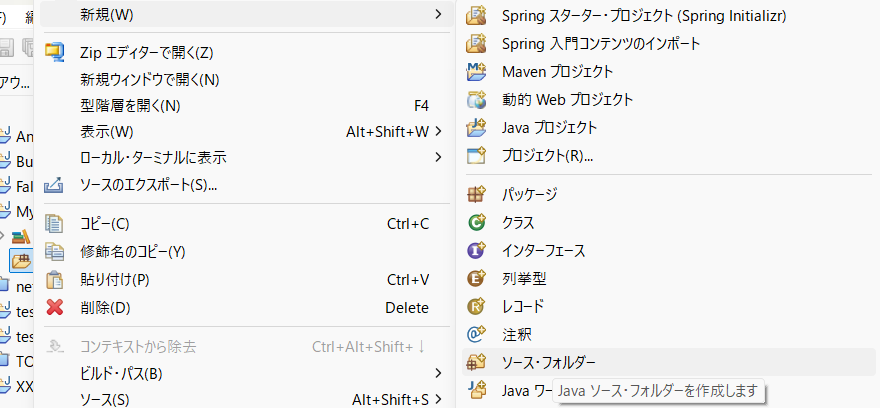 新規(W)
Zip エディターで開く(Z)
新規ウィンドウで開く(N)
型階層を開く(N) F4
表示(W) Alt+Shift+W
ローカル・ターミナルに表示
ソースのエクスポート(S)...
コピー(C) Ctrl+C
修飾名のコピー(Y)
貼り付け(P) Ctrl+V
削除(D) Delete
コンテキストから除去 Ctrl+Alt+Shift+↓
ビルド・パス(B)
ソース(S) Alt+Shift+S
Spring スターター・プロジェクト (Spring Initializr)
Spring 入門コンテンツのインポート
Maven プロジェクト
動的 Web プロジェクト
Java プロジェクト
プロジェクト(R)...
パッケージ
クラス
インターフェース
列挙型
レコード
注釈
ソース・フォルダー
Java ワー
Java ソース・フォルダーを作成します
アウ...
An
Bu
Fal
My
net
tes
tes
TO
XX